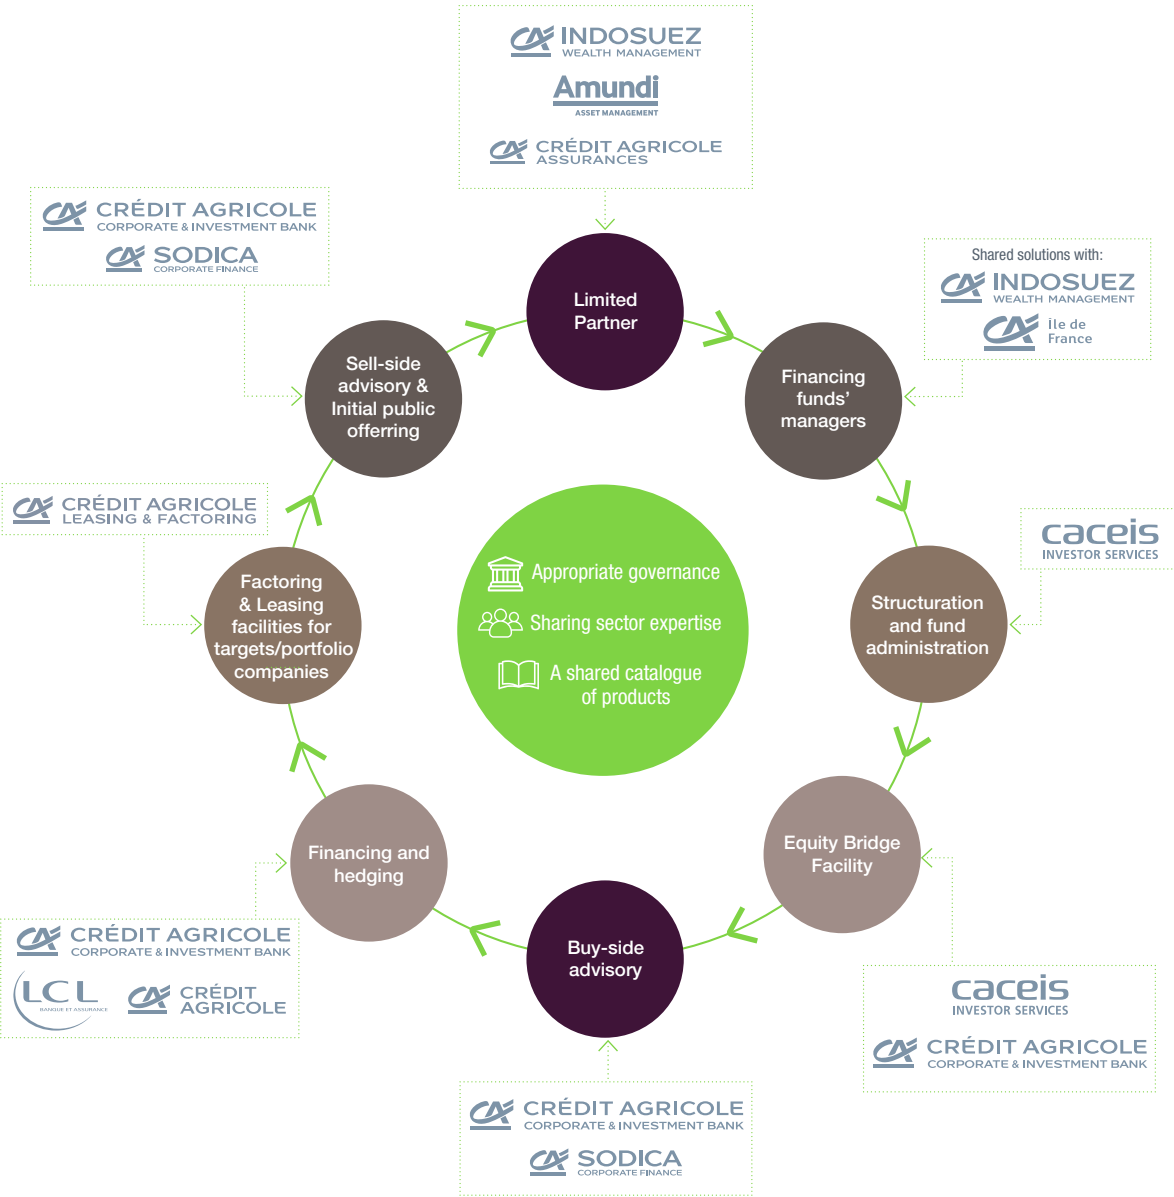 INDOSUEZ
WEALTH MANAGEMENT
Amundi
ASSET MANAGEMENT
CRÉDIT AGRICOLE
ASSURANCES
CRÉDIT AGRICOLE
CORPORATE & INVESTMENT BANK
SODICA
CORPORATE FINANCE
Shared solutions with:
INDOSUEZ
WEALTH MANAGEMENT
Île de
France
Limited
Partner
Sell-side
advisory &
Initial public
offerring
Financing
funds’
managers
CRÉDIT AGRICOLE
LEASING & FACTORING
caceis
INVESTOR SERVICES
Factoring
& Leasing
facilities for
targets/portfolio
companies
Appropriate governance
Sharing sector expertise
A shared catalogue
of products
Structuration
and fund
administration
Financing and
hedging
Equity Bridge
Facility
Buy-side
advisory
CRÉDIT AGRICOLE
CORPORATE & INVESTMENT BANK
LCL
BANQUE ET ASSURANCE
CRÉDIT
AGRICOLE
caceis
INVESTOR SERVICES
CRÉDIT AGRICOLE
CORPORATE & INVESTMENT BANK
CRÉDIT AGRICOLE
CORPORATE & INVESTMENT BANK
SODICA
CORPORATE FINANCE